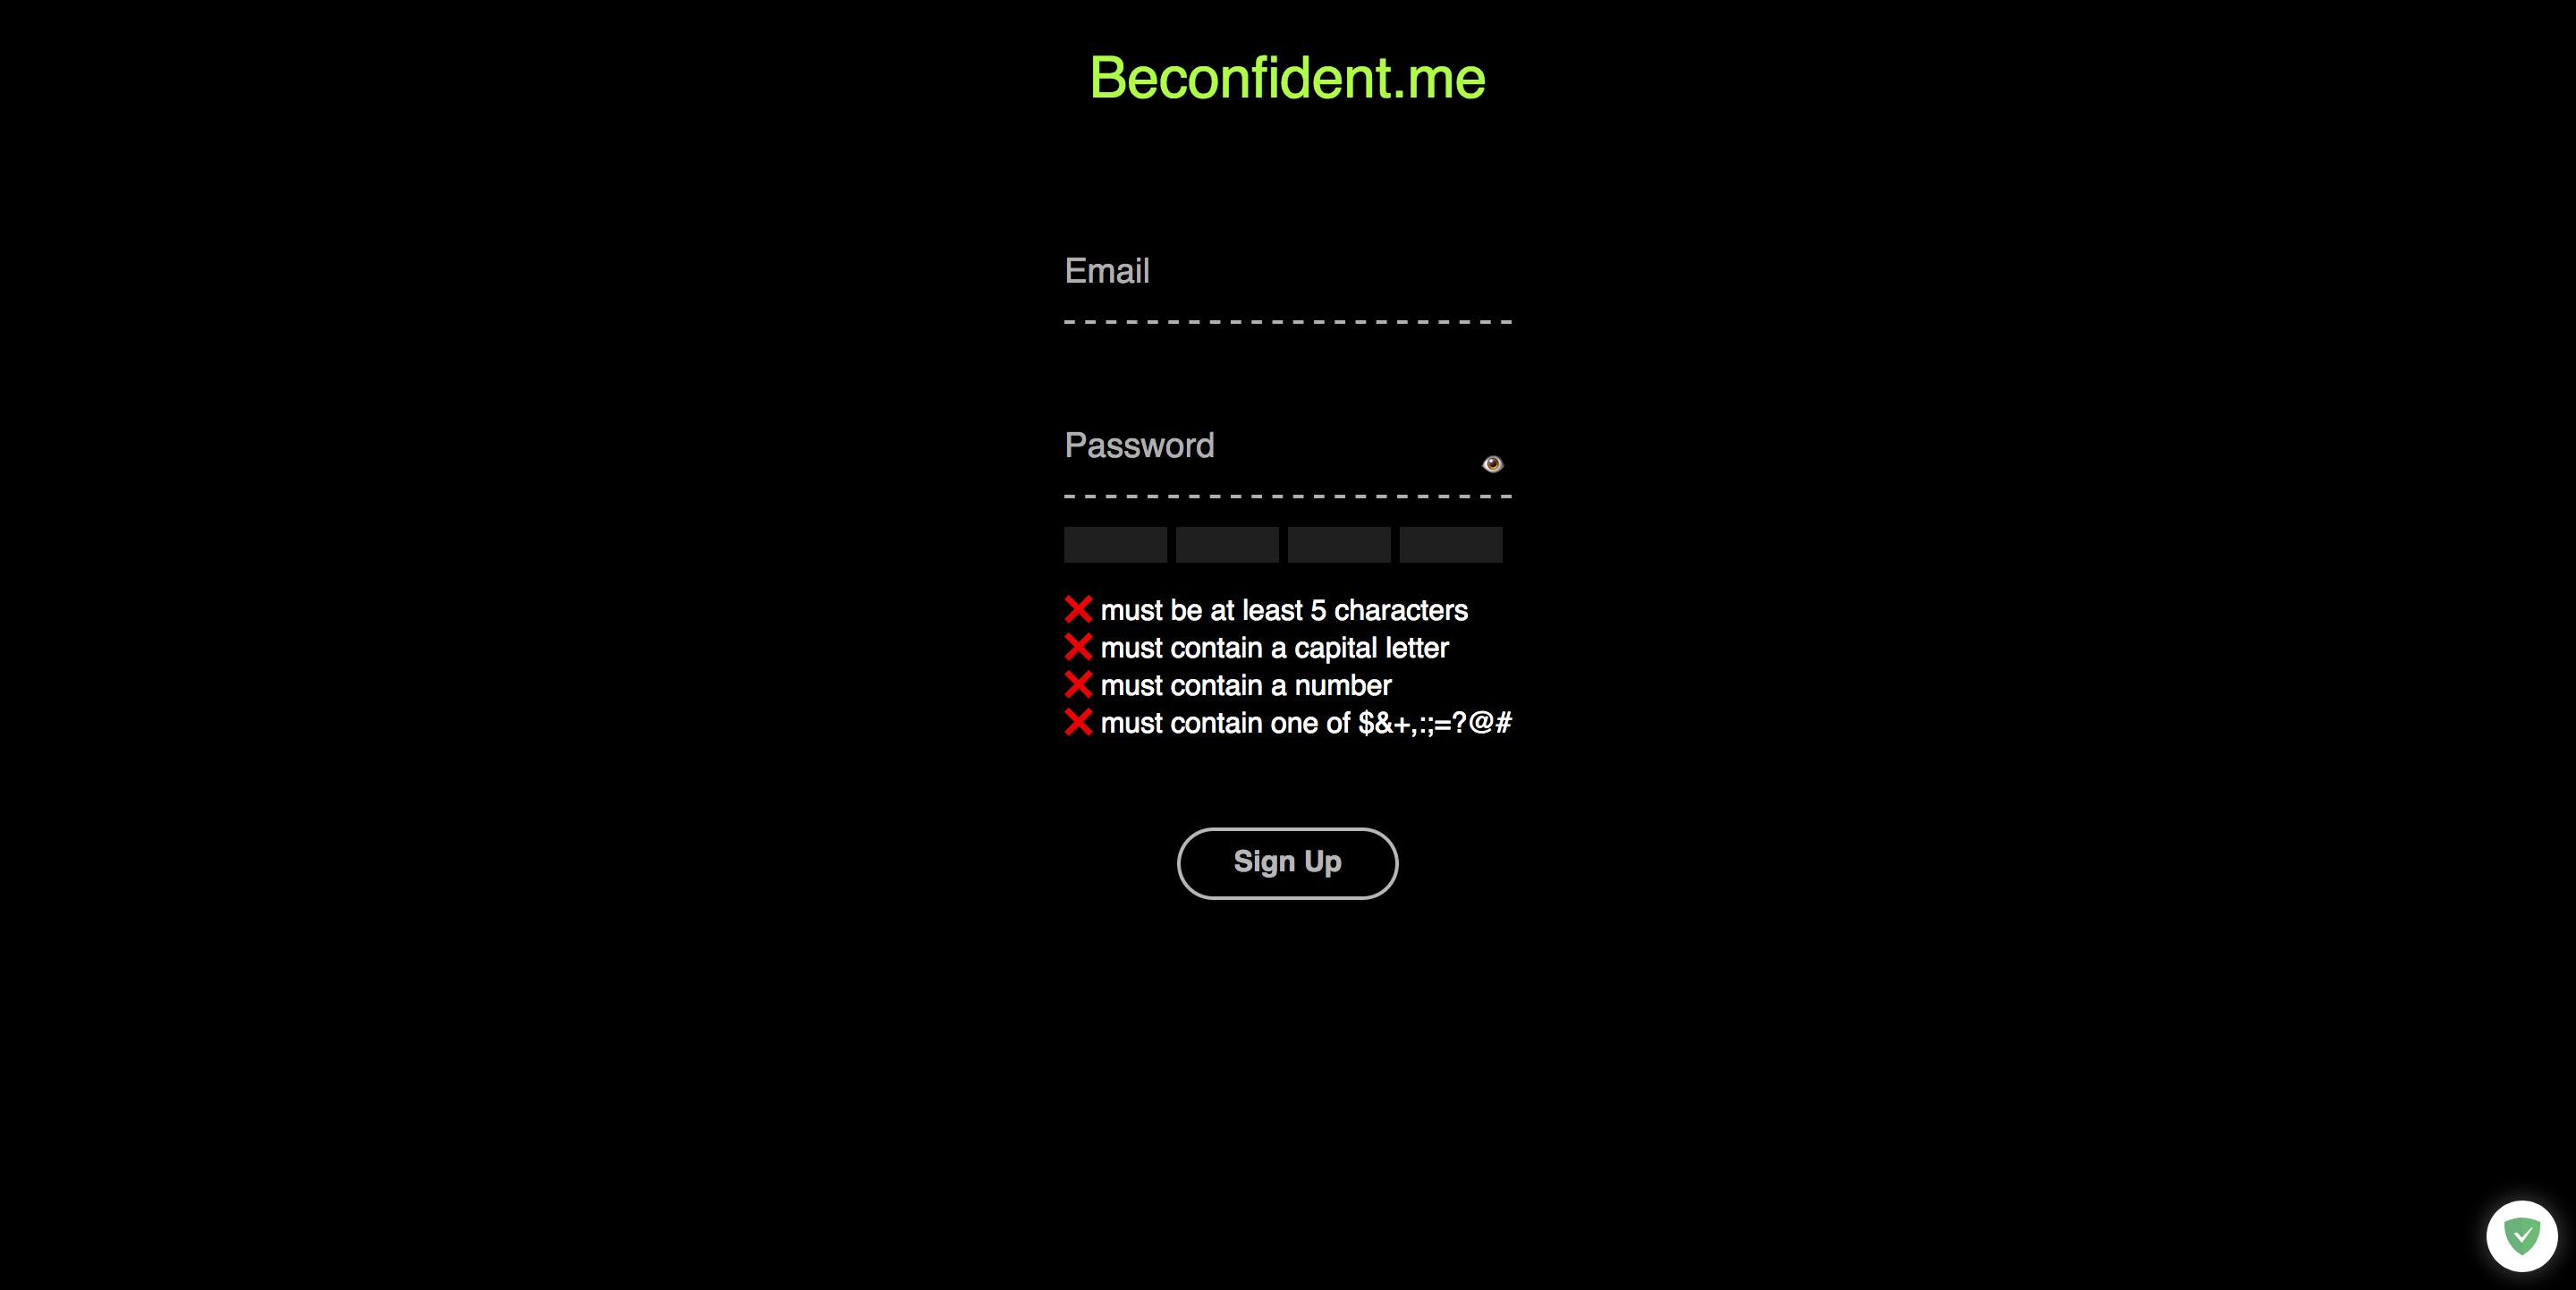 Beconfident.me
Email
Password
must be at least 5 characters
must contain a capital letter
must contain a number
must contain one of $&+,:;=?@#
Sign Up